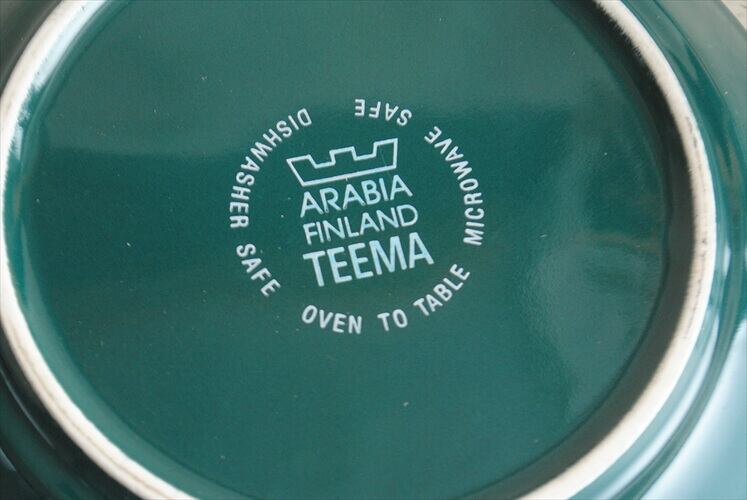 ARABIA
FINLAND
TEEMA
DISHWASHER SAFE
OVEN TO TABLE
MICROWAVE SAFE